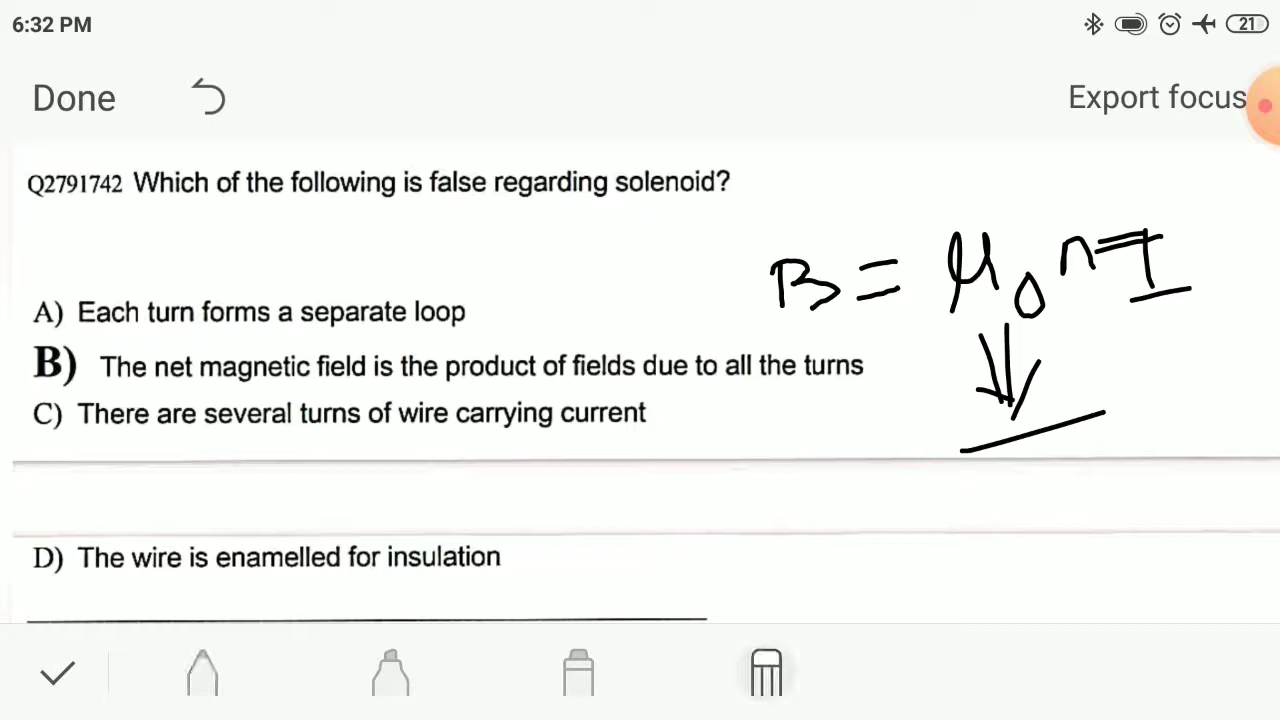 6:32 PM
21
Done
Export focus
Q2791742 Which of the following is false regarding solenoid?
B = μ₀ n I
A) Each turn forms a separate loop
B) The net magnetic field is the product of fields due to all the turns
C) There are several turns of wire carrying current
D) The wire is enamelled for insulation